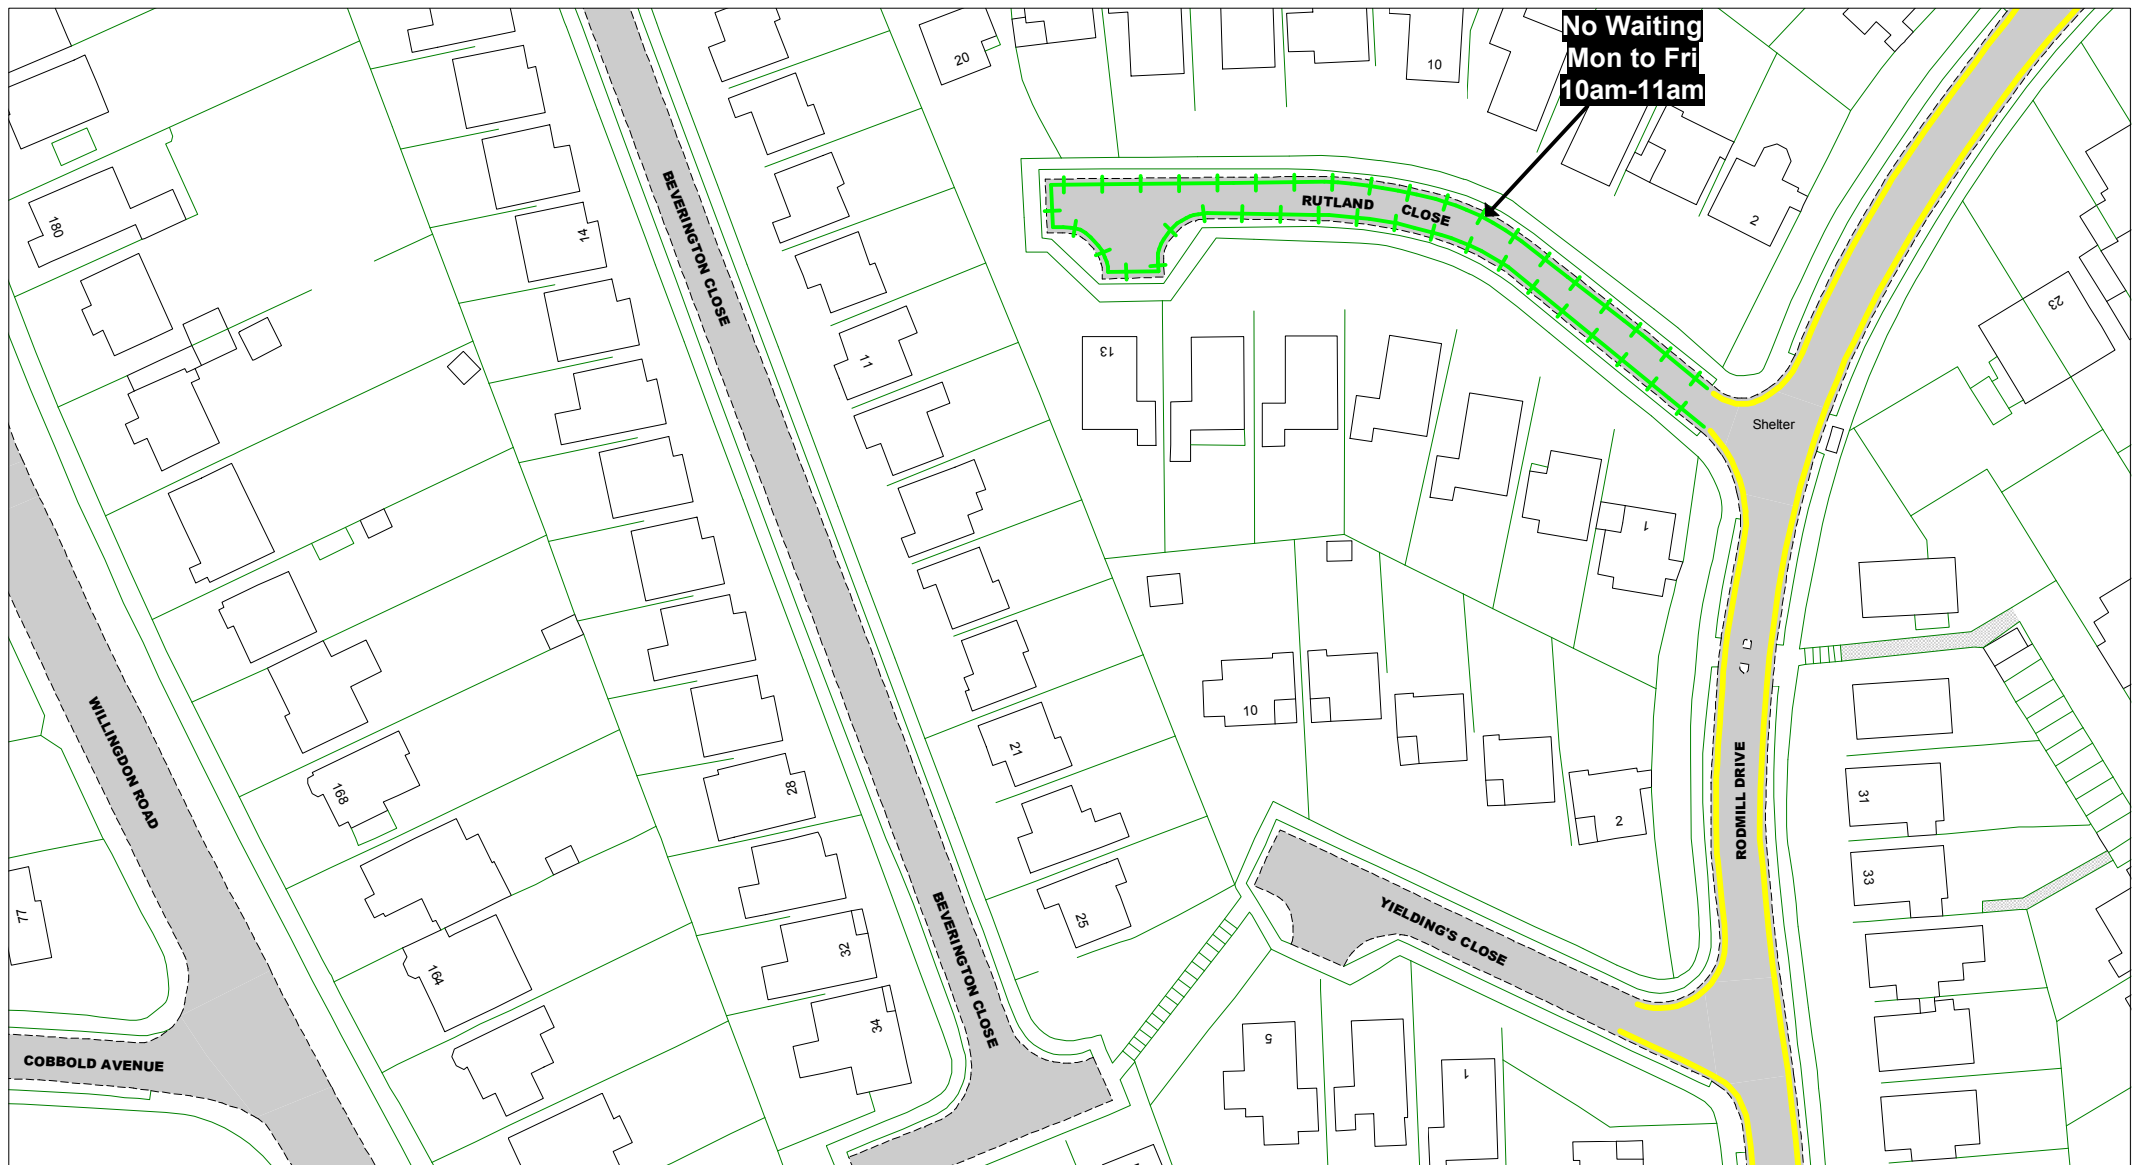 No Waiting
Mon to Fri
10am-11am
20
10
2
180
14
BEVERINGTON CLOSE
RUTLAND CLOSE
23
11
13
Shelter
1
WILLINGDON ROAD
10
21
168
28
2
RODMILL DRIVE
31
33
77
25
32
164
34
BEVERINGTON CLOSE
YIELDING'S CLOSE
5
1
COBBOLD AVENUE